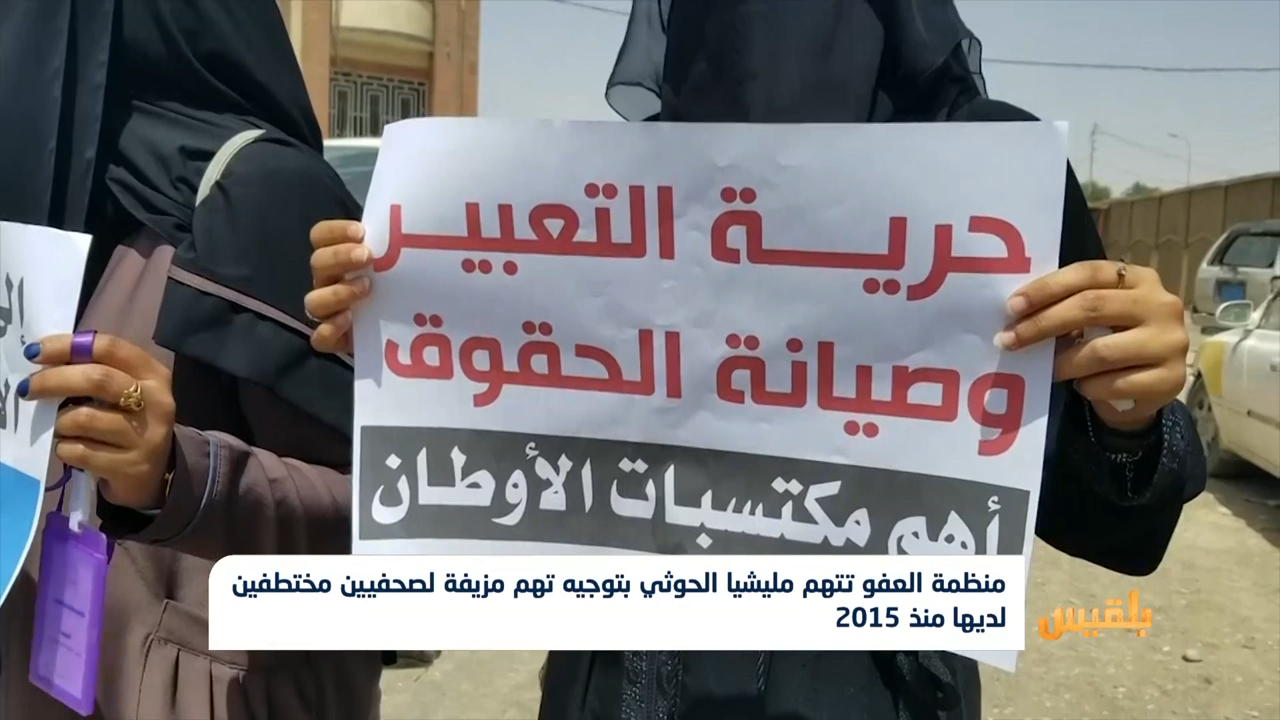 حرية التعبير
وصيانة الحقوق
أهم مكتسبات الأوطان
منظمة العفو تتهم مليشيا الحوثي بتوجيه تهم مزيفة لصحفيين مختطفين
لديها منذ 2015
بلقيس